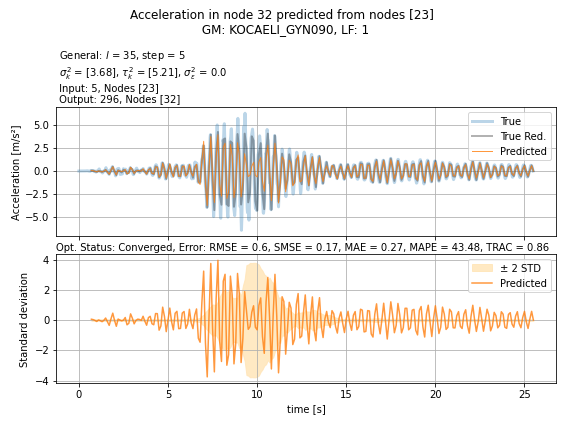 Acceleration in node 32 predicted from nodes [23]
GM: KOCAELI_GYN090, LF: 1
General: l = 35, step = 5
σ²ₖ = [3.68], τ²ₖ = [5.21], σ²ε = 0.0
Input: 5, Nodes [23]
Output: 296, Nodes [32]
Acceleration [m/s²]
5.0
2.5
0.0
−2.5
−5.0
True
True Red.
Predicted
Opt. Status: Converged, Error: RMSE = 0.6, SMSE = 0.17, MAE = 0.27, MAPE = 43.48, TRAC = 0.86
Standard deviation
4
2
0
−2
−4
± 2 STD
Predicted
0 5 10 15 20 25
time [s]